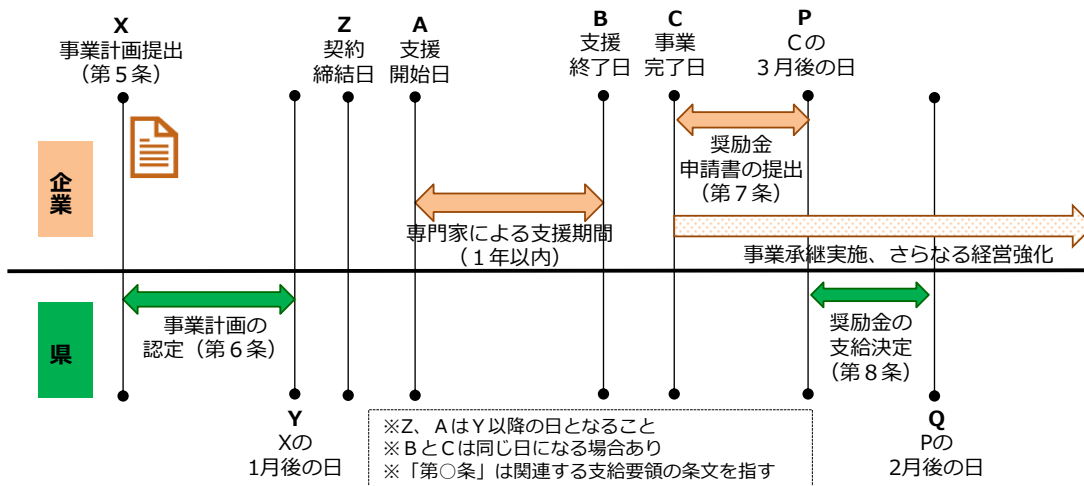 X
事業計画提出
（第５条）
Z
契約
締結日
A
支援
開始日
B
支援
終了日
C
事業
完了日
P
Cの
３月後の日
企業
奨励金
申請書の提出
（第７条）
専門家による支援期間
（１年以内）
事業承継実施、さらなる経営強化
県
事業計画の
認定（第６条）
奨励金の
支給決定
（第８条）
Y
Xの
1月後の日
※Z、AはY以降の日となること
※BとCは同じ日になる場合あり
※「第○条」は関連する支給要領の条文を指す
Q
Pの
2月後の日